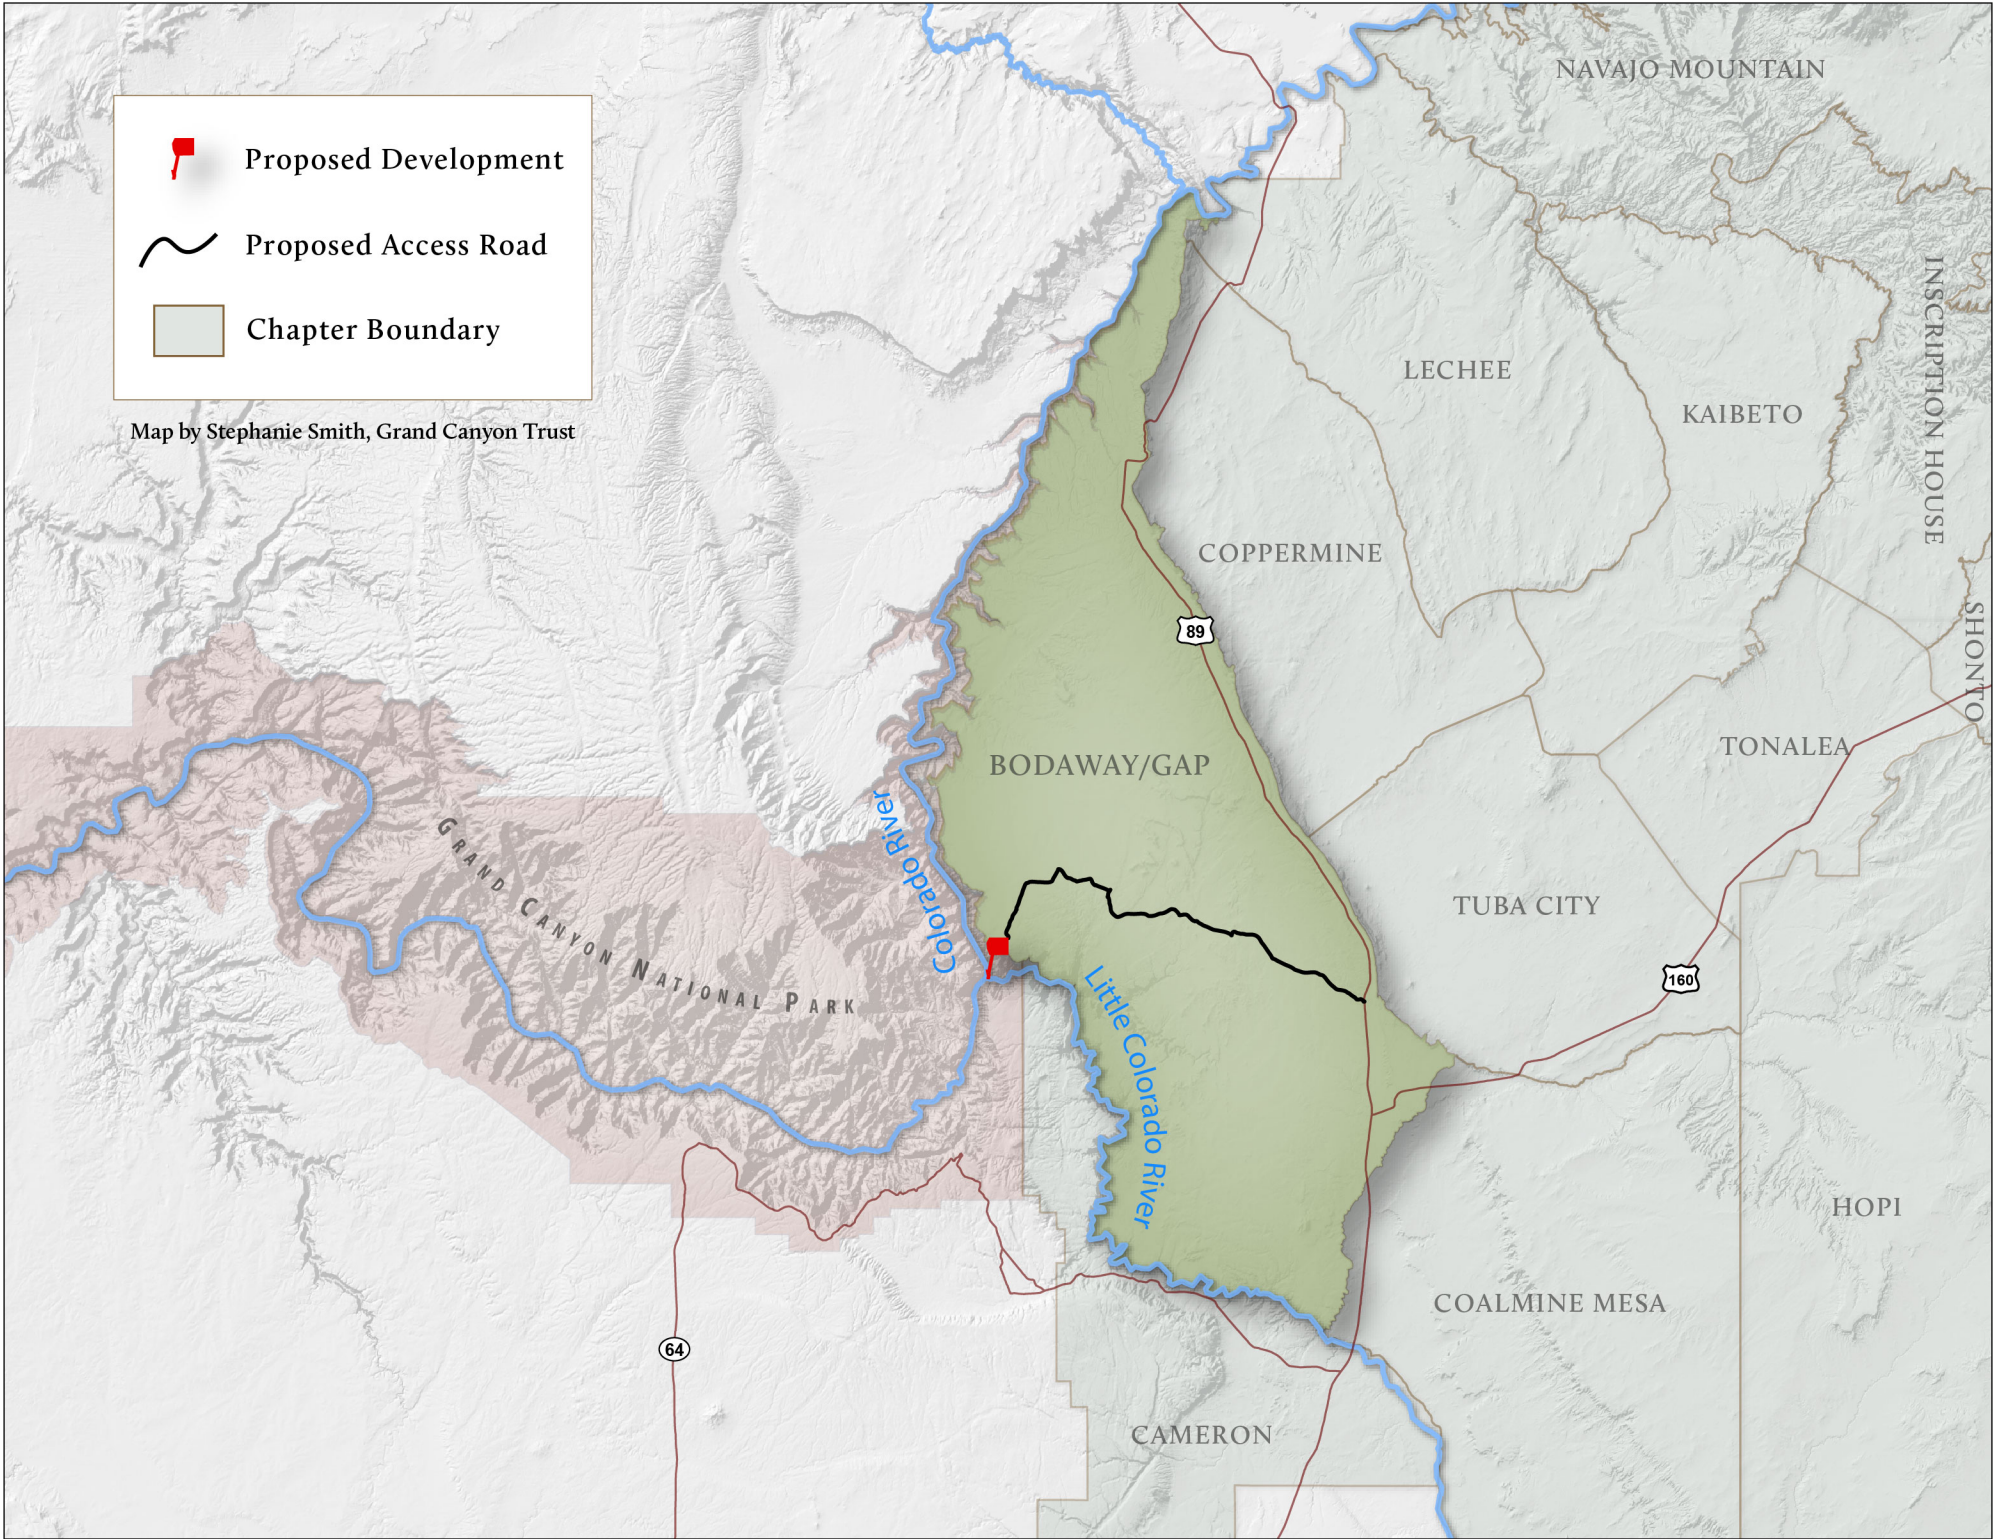 Proposed Development
Proposed Access Road
Chapter Boundary
Map by Stephanie Smith, Grand Canyon Trust
NAVAJO MOUNTAIN
INSCRIPTION HOUSE
LECHEE
KAIBETO
COPPERMINE
89
SHONTO
TONALEA
BODAWAY/GAP
Colorado River
GRAND CANYON NATIONAL PARK
TUBA CITY
160
Little Colorado River
HOPI
COALMINE MESA
64
CAMERON